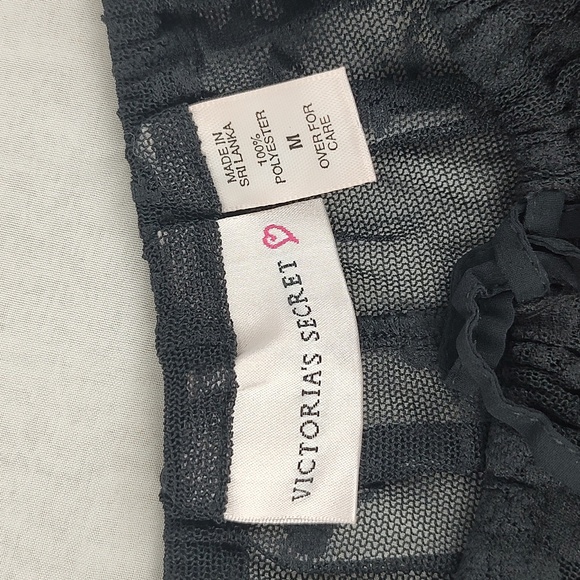 MADE IN
SRI LANKA
100%
POLYESTER
M
OVER FOR
CARE
VICTORIA'S SECRET